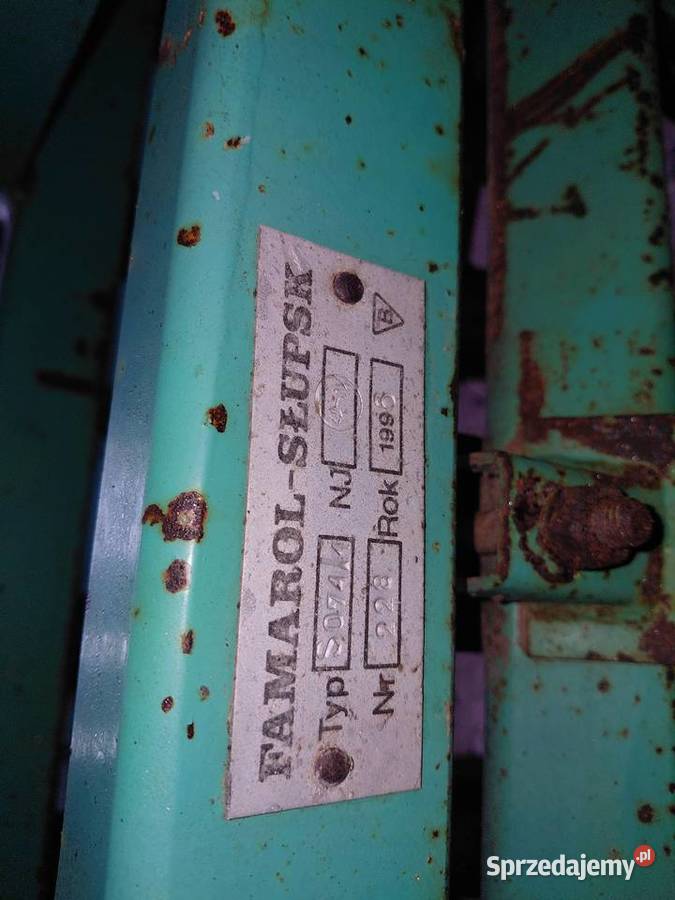 FAMAROL-SŁUPSK
Typ S074/1 NJ
Nr 228 Rok 1996
B
Sprzedajemy.pl